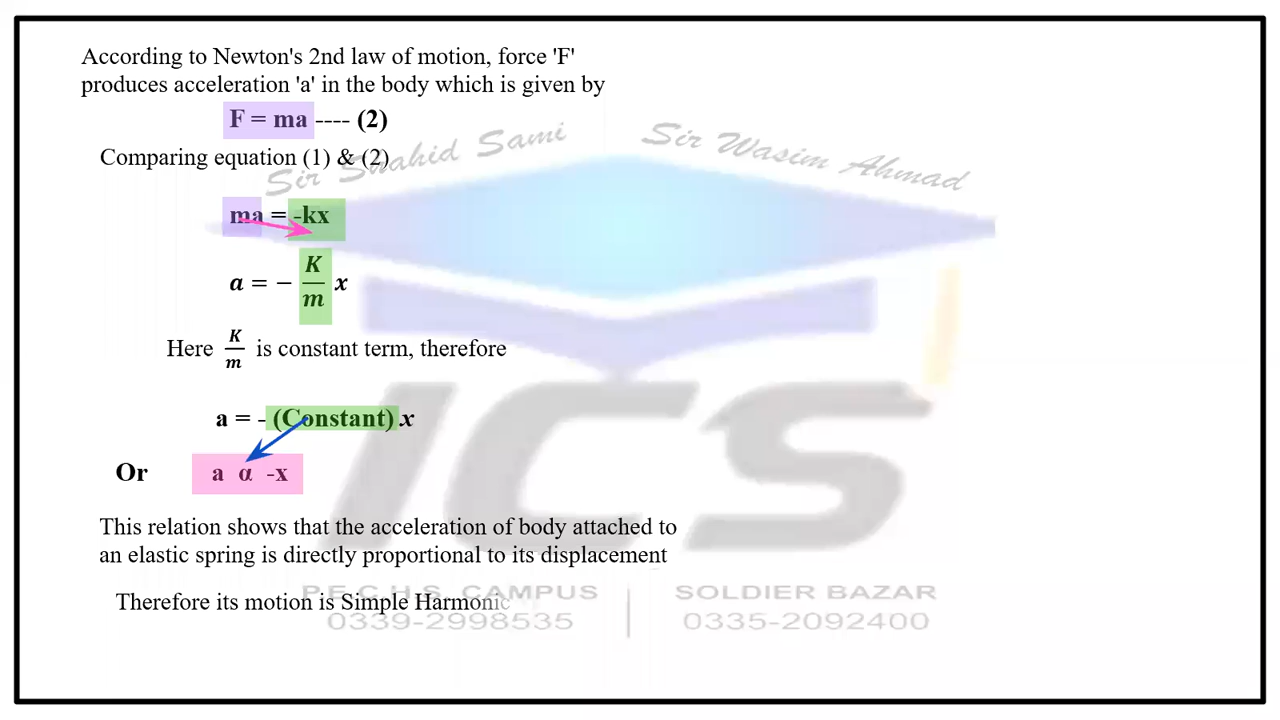 According to Newton's 2nd law of motion, force 'F'
produces acceleration 'a' in the body which is given by
F = ma ---- (2)
Comparing equation (1) & (2)
Sir Shahid Sami
Sir Wasim Ahmad
ma = -kx
a = − K/m x
Here K/m is constant term, therefore
a = - (Constant) x
Or a α -x
ICS
This relation shows that the acceleration of body attached to
an elastic spring is directly proportional to its displacement
Therefore its motion is Simple Harmonic
P.E.C.H.S. CAMPUS | SOLDIER BAZAR
0339-2998535 | 0335-2092400